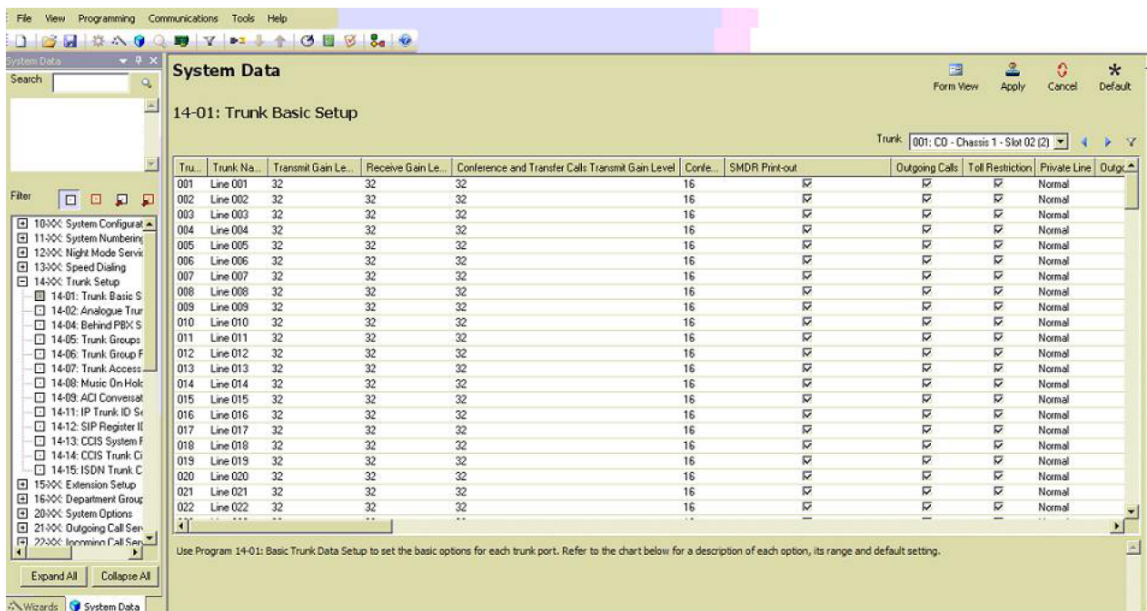 File View Programming Communications Tools Help
System Data
Search
Filter
10-XX: System Configurat
11-XX: System Numbering
12-XX: Night Mode Servic
13-XX: Speed Dialing
14-XX: Trunk Setup
14-01: Trunk Basic S
14-02: Analogue Trun
14-04: Behind PBX S
14-05: Trunk Groups
14-06: Trunk Group F
14-07: Trunk Access
14-08: Music On Hold
14-09: ACI Conversat
14-11: IP Trunk ID Se
14-12: SIP Register ID
14-13: CCIS System F
14-14: CCIS Trunk Ci
14-15: ISDN Trunk C
15-XX: Extension Setup
16-XX: Department Group
20-XX: System Options
21-XX: Outgoing Call Serv
22-XX: Incoming Call Serv
Expand All Collapse All
Wizards System Data
System Data
Form View Apply Cancel Default
14-01: Trunk Basic Setup
Trunk 001: CO - Chassis 1 - Slot 02 (2)
Tru... Trunk Na... Transmit Gain Le... Receive Gain Le... Conference and Transfer Calls Transmit Gain Level Confe... SMDR Print-out Outgoing Calls Toll Restriction Private Line Outgo
001 Line 001 32 32 32 16 Normal
002 Line 002 32 32 32 16 Normal
003 Line 003 32 32 32 16 Normal
004 Line 004 32 32 32 16 Normal
005 Line 005 32 32 32 16 Normal
006 Line 006 32 32 32 16 Normal
007 Line 007 32 32 32 16 Normal
008 Line 008 32 32 32 16 Normal
009 Line 009 32 32 32 16 Normal
010 Line 010 32 32 32 16 Normal
011 Line 011 32 32 32 16 Normal
012 Line 012 32 32 32 16 Normal
013 Line 013 32 32 32 16 Normal
014 Line 014 32 32 32 16 Normal
015 Line 015 32 32 32 16 Normal
016 Line 016 32 32 32 16 Normal
017 Line 017 32 32 32 16 Normal
018 Line 018 32 32 32 16 Normal
019 Line 019 32 32 32 16 Normal
020 Line 020 32 32 32 16 Normal
021 Line 021 32 32 32 16 Normal
022 Line 022 32 32 32 16 Normal
Use Program 14-01: Basic Trunk Data Setup to set the basic options for each trunk port. Refer to the chart below for a description of each option, its range and default setting.